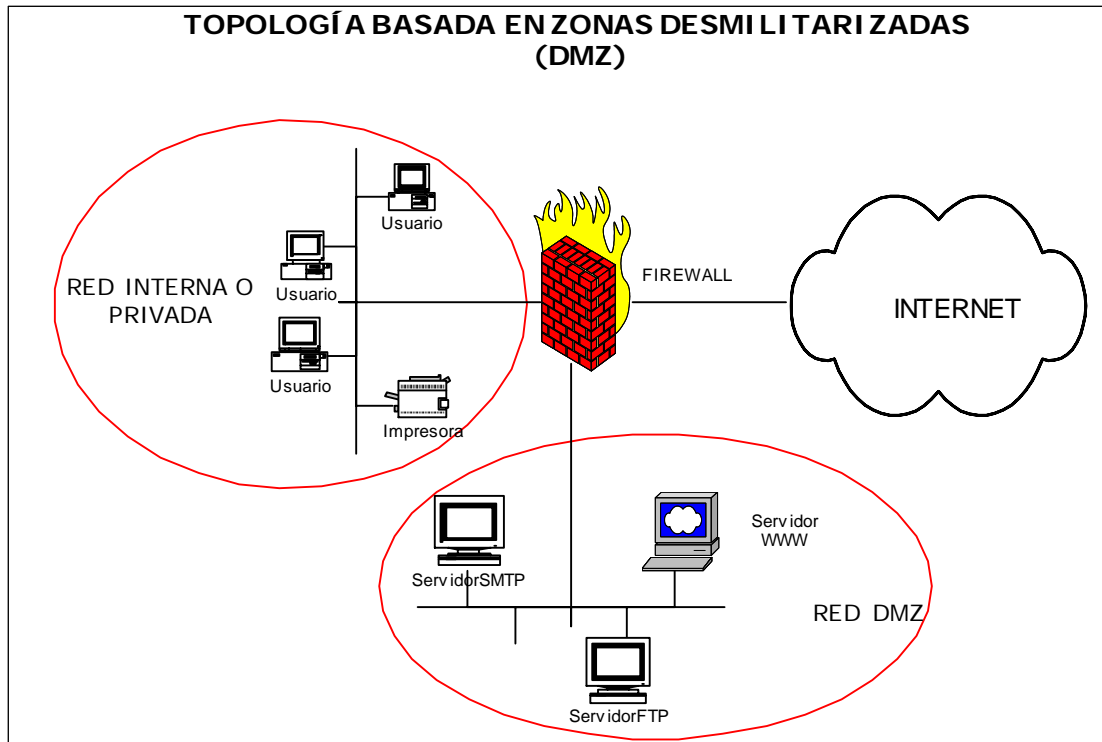 TOPOLOGÍA BASADA EN ZONAS DESMILITARIZADAS
(DMZ)
Usuario
Usuario
RED INTERNA O
PRIVADA
Usuario
Impresora
FIREWALL
INTERNET
Servidor
WWW
ServidorSMTP
RED DMZ
ServidorFTP